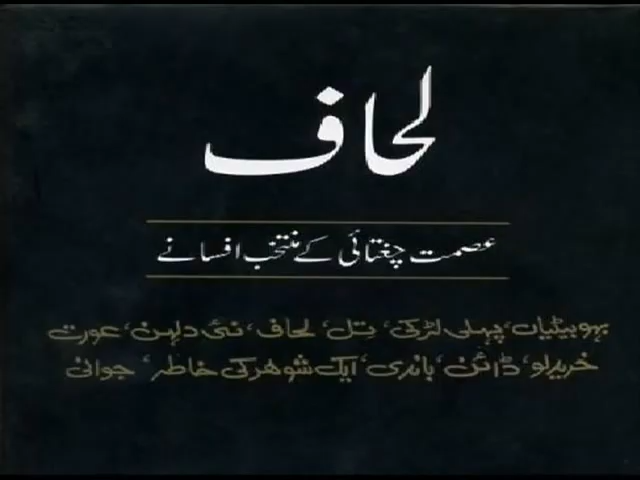 لحاف
عصمت چغتائی کے منتخب افسانے
بہو بیٹیاں، پہلی لڑکی، تِل، لحاف، نئی دلہن، عورت
خریدلو، ڈائن، باندی، ایک شوہر کی خاطر، جوانی